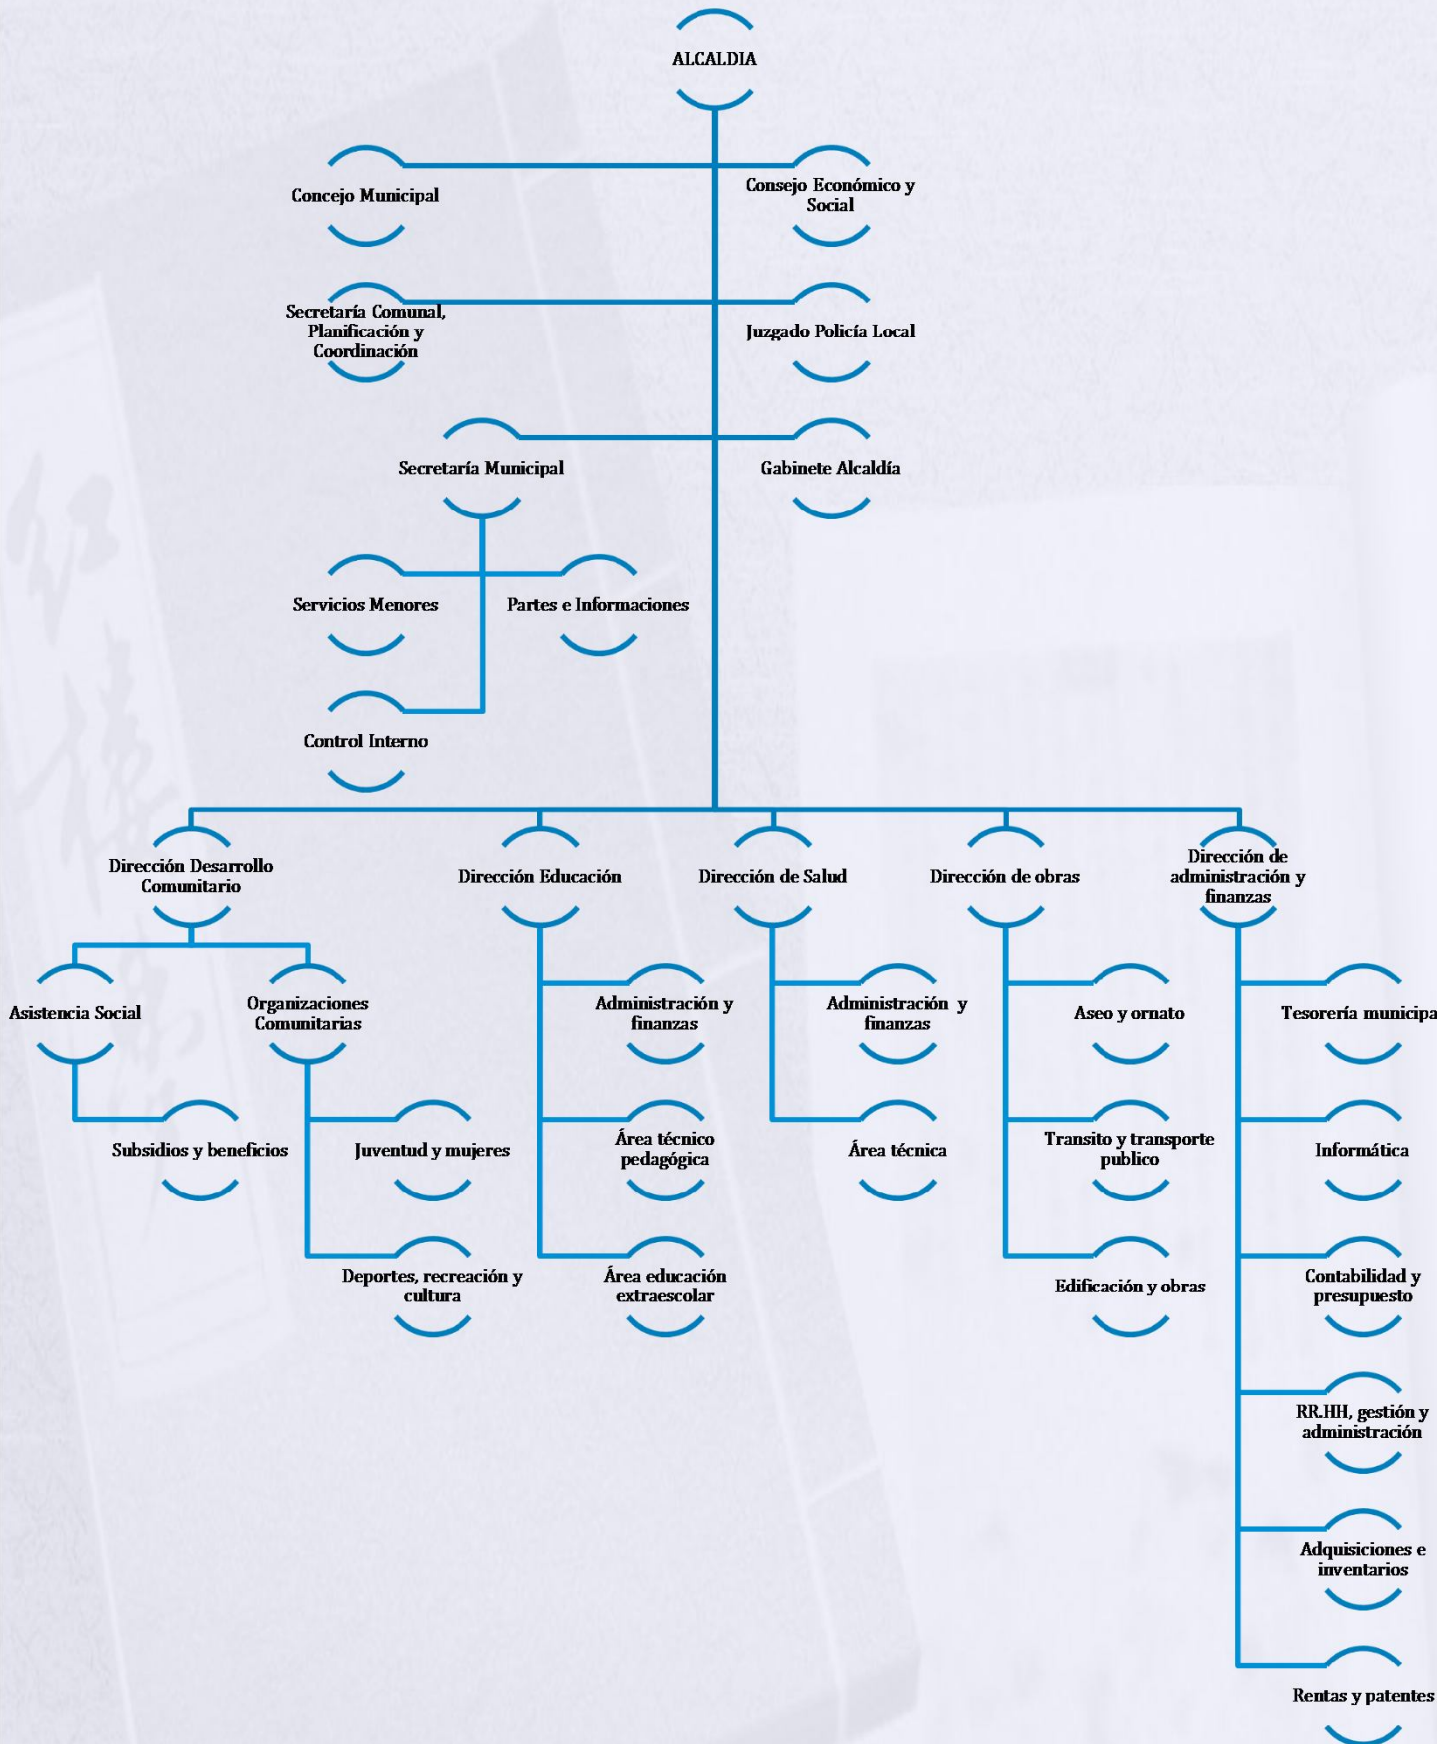 ALCALDIA
Concejo Municipal
Consejo Económico y
Social
Secretaría Comunal,
Planificación y
Coordinación
Juzgado Policía Local
Secretaría Municipal
Gabinete Alcaldía
Servicios Menores
Partes e Informaciones
Control Interno
Dirección Desarrollo
Comunitario
Dirección Educación
Dirección de Salud
Dirección de obras
Dirección de
administración y
finanzas
Asistencia Social
Organizaciones
Comunitarias
Administración y
finanzas
Administración y
finanzas
Aseo y ornato
Tesorería municipa
Subsidios y beneficios
Juventud y mujeres
Área técnico
pedagógica
Área técnica
Transito y transporte
publico
Informática
Deportes, recreación y
cultura
Área educación
extraescolar
Edificación y obras
Contabilidad y
presupuesto
RR.HH, gestión y
administración
Adquisiciones e
inventarios
Rentas y patentes